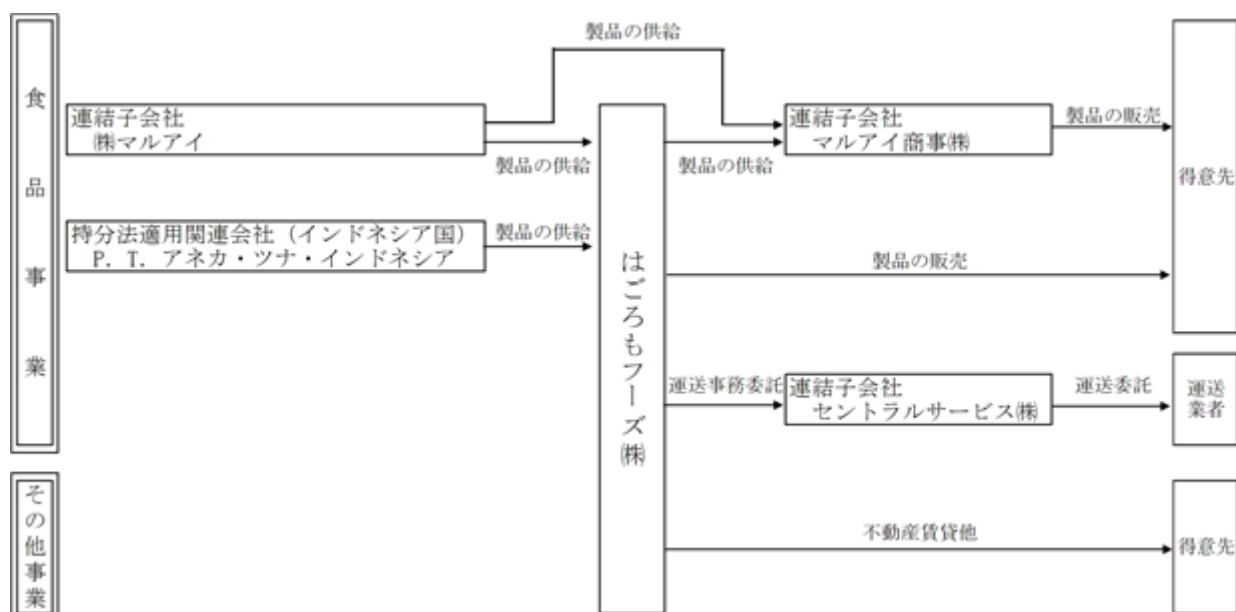 食品事業
製品の供給
連結子会社
㈱マルアイ
製品の供給
製品の供給
連結子会社
マルアイ商事㈱
製品の販売
得意先
持分法適用関連会社（インドネシア国）
P．T．アネカ・ツナ・インドネシア
製品の供給
はごろもフーズ㈱
製品の販売
運送事務委託
連結子会社
セントラルサービス㈱
運送委託
運送
業者
その他事業
不動産賃貸他
得意先